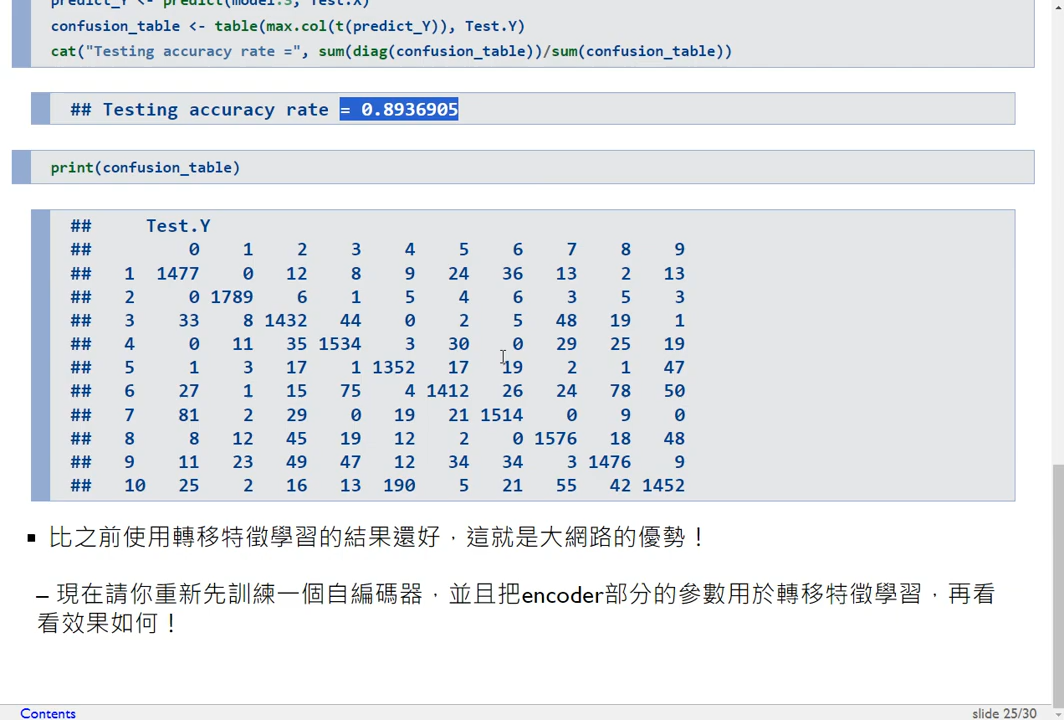 predict_Y <- predict(model.3, Test.X)
confusion_table <- table(max.col(t(predict_Y)), Test.Y)
cat("Testing accuracy rate =", sum(diag(confusion_table))/sum(confusion_table))
## Testing accuracy rate = 0.8936905
print(confusion_table)
## Test.Y
## 0 1 2 3 4 5 6 7 8 9
## 1 1477 0 12 8 9 24 36 13 2 13
## 2 0 1789 6 1 5 4 6 3 5 3
## 3 33 8 1432 44 0 2 5 48 19 1
## 4 0 11 35 1534 3 30 0 29 25 19
## 5 1 3 17 1 1352 17 19 2 1 47
## 6 27 1 15 75 4 1412 26 24 78 50
## 7 81 2 29 0 19 21 1514 0 9 0
## 8 8 12 45 19 12 2 0 1576 18 48
## 9 11 23 49 47 12 34 34 3 1476 9
## 10 25 2 16 13 190 5 21 55 42 1452
▪ 比之前使用轉移特徵學習的結果還好，這就是大網路的優勢！
– 現在請你重新先訓練一個自編碼器，並且把encoder部分的參數用於轉移特徵學習，再看
看效果如何！
Contents
slide 25/30